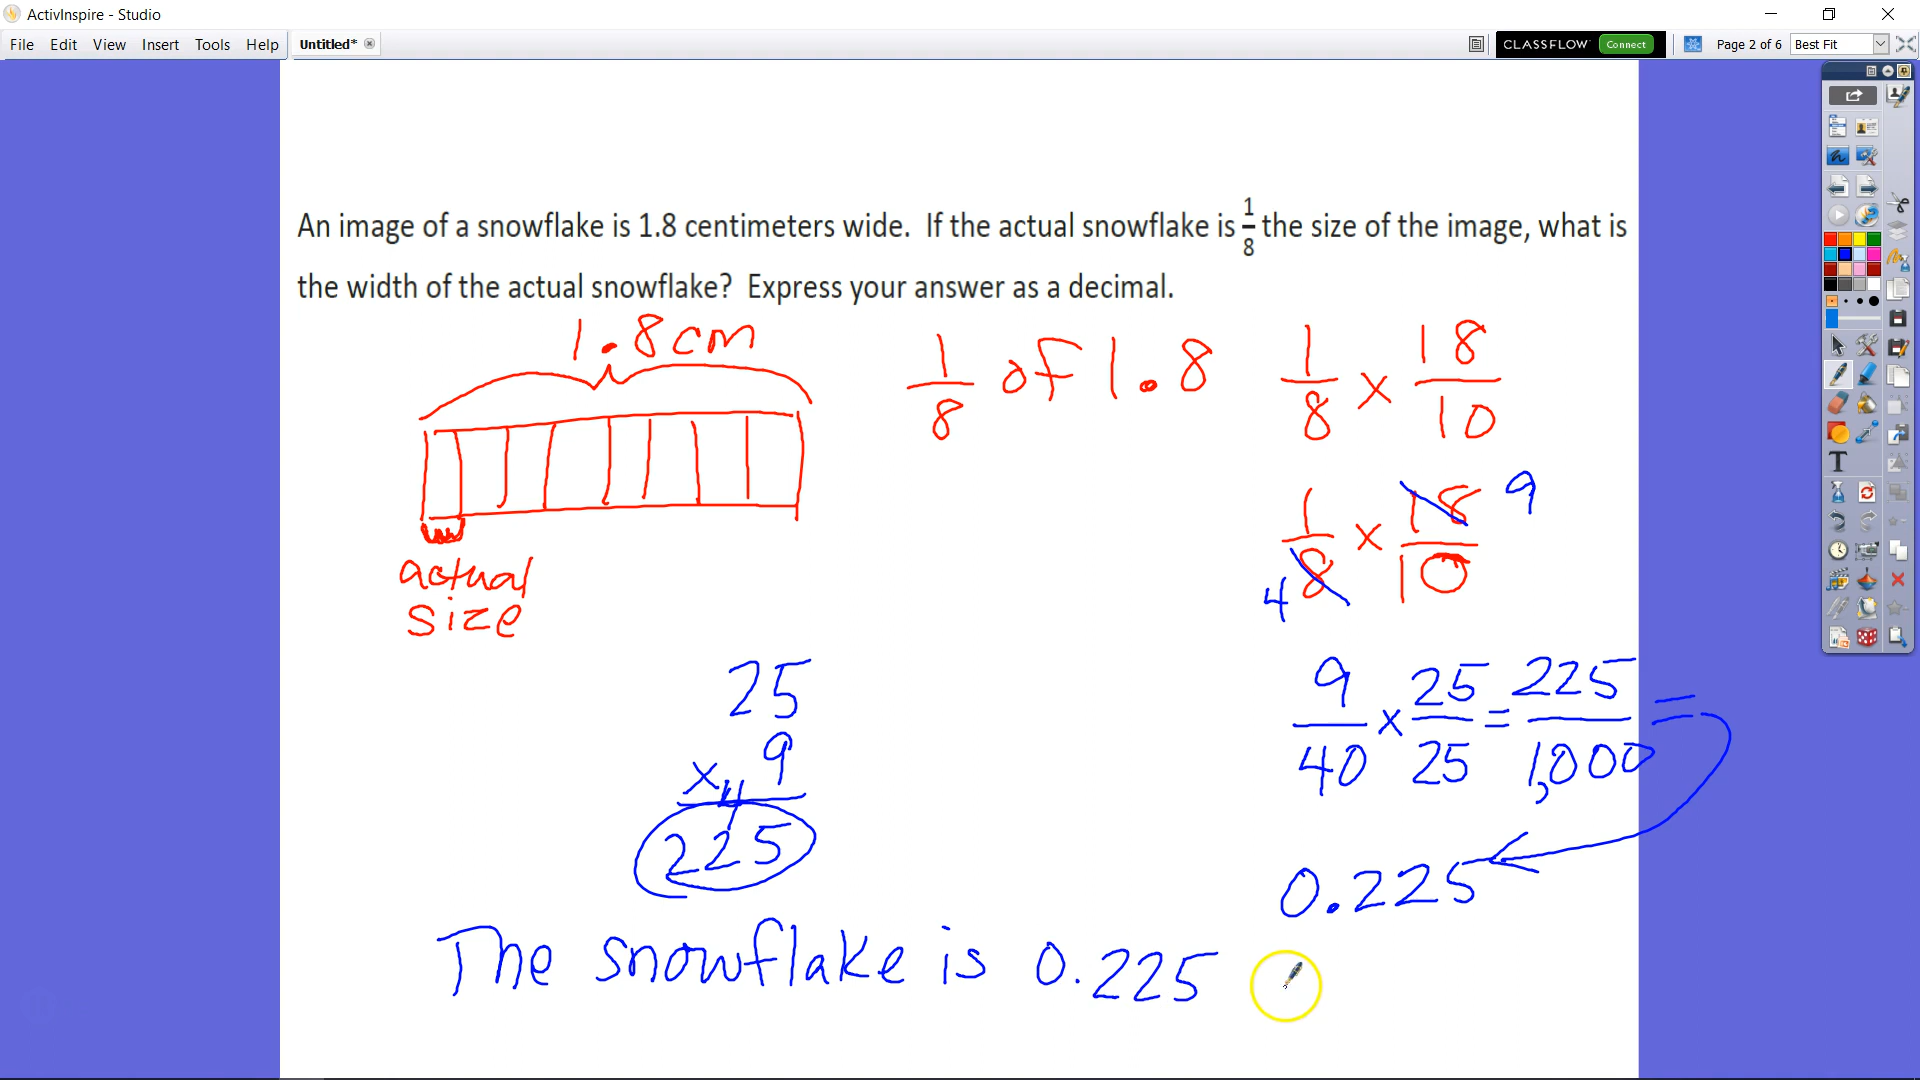 ActivInspire - Studio
File Edit View Insert Tools Help Untitled* CLASSFLOW Connect Page 2 of 6 Best Fit
An image of a snowflake is 1.8 centimeters wide. If the actual snowflake is 1/8 the size of the image, what is
the width of the actual snowflake? Express your answer as a decimal.
1.8 cm
actual
size
1/8 of 1.8
1/8 x 18/10
1/8 x 18/10 9
4
25
x 9
225
9/40 x 25/25 = 225/1,000 =
0.225
The snowflake is 0.225